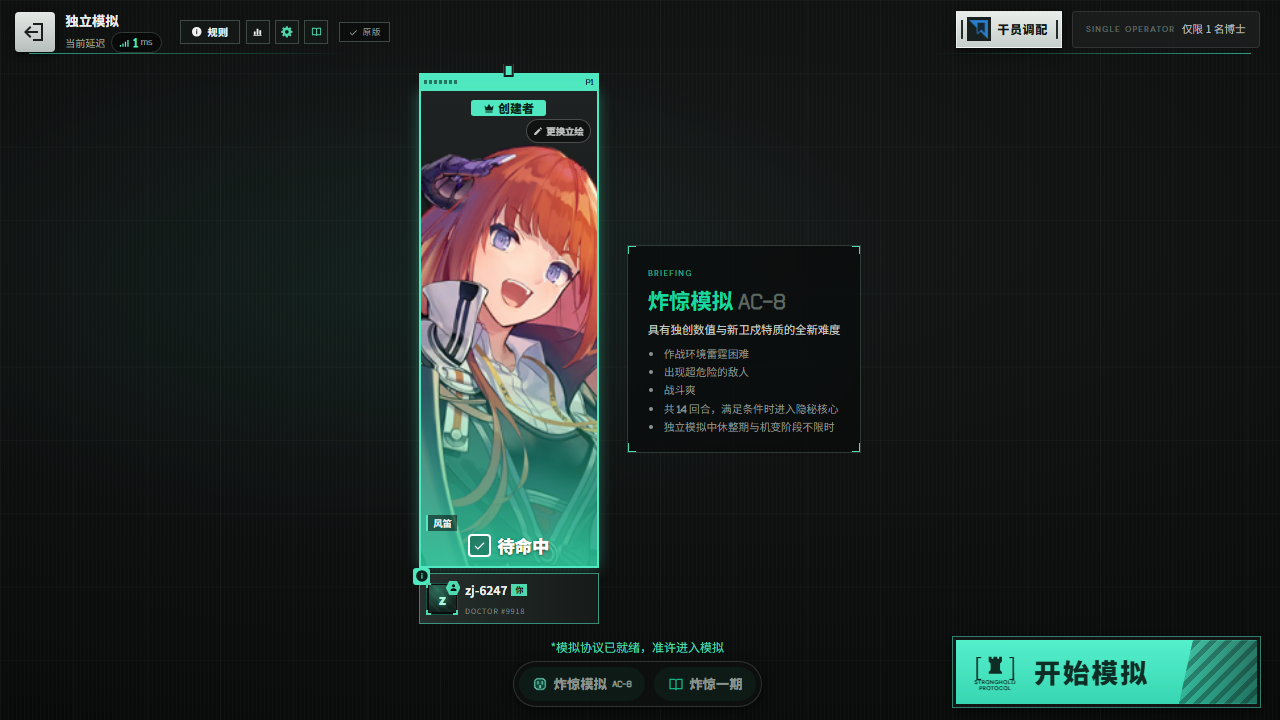 独立模拟
当前延迟 1 ms
规则
原版
干员调配
SINGLE OPERATOR 仅限 1 名博士
P1
创建者
更换立绘
BRIEFING
炸惊模拟 AC-8
具有独创数值与新卫戍特质的全新难度
作战环境雷霆困难
出现超危险的敌人
战斗爽
共 14 回合，满足条件时进入隐秘核心
独立模拟中休整期与机变阶段不限时
风笛
待命中
z
zj-6247 你
DOCTOR #9918
*模拟协议已就绪，准许进入模拟
炸惊模拟 AC-8
炸惊一期
STRONGHOLD
PROTOCOL
开始模拟